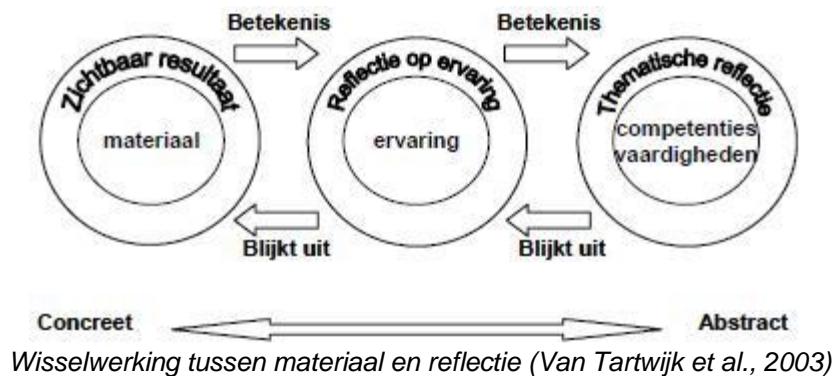 Betekenis Betekenis
Zichtbaar resultaat Reflectie op ervaring Thematische reflectie
materiaal ervaring competenties
vaardigheden
Blijkt uit Blijkt uit
Concreet Abstract
Wisselwerking tussen materiaal en reflectie (Van Tartwijk et al., 2003)